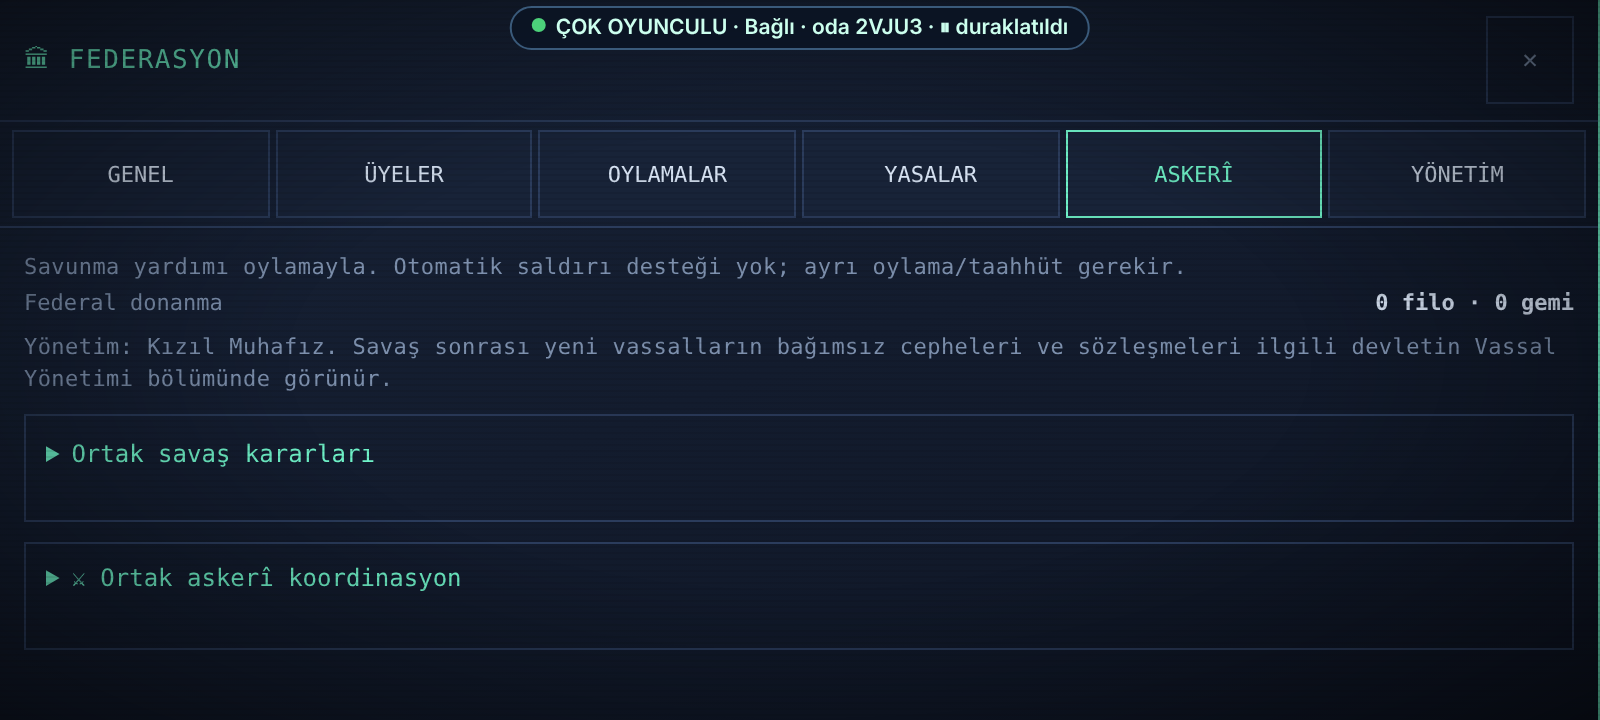 ÇOK OYUNCULU · Bağlı · oda 2VJU3 · ⏸ duraklatıldı
🏛 FEDERASYON
×
GENEL ÜYELER OYLAMALAR YASALAR ASKERÎ YÖNETİM
Savunma yardımı oylamayla. Otomatik saldırı desteği yok; ayrı oylama/taahhüt gerekir.
Federal donanma 0 filo · 0 gemi
Yönetim: Kızıl Muhafız. Savaş sonrası yeni vassalların bağımsız cepheleri ve sözleşmeleri ilgili devletin Vassal
Yönetimi bölümünde görünür.
▶ Ortak savaş kararları
▶ ⚔ Ortak askerî koordinasyon